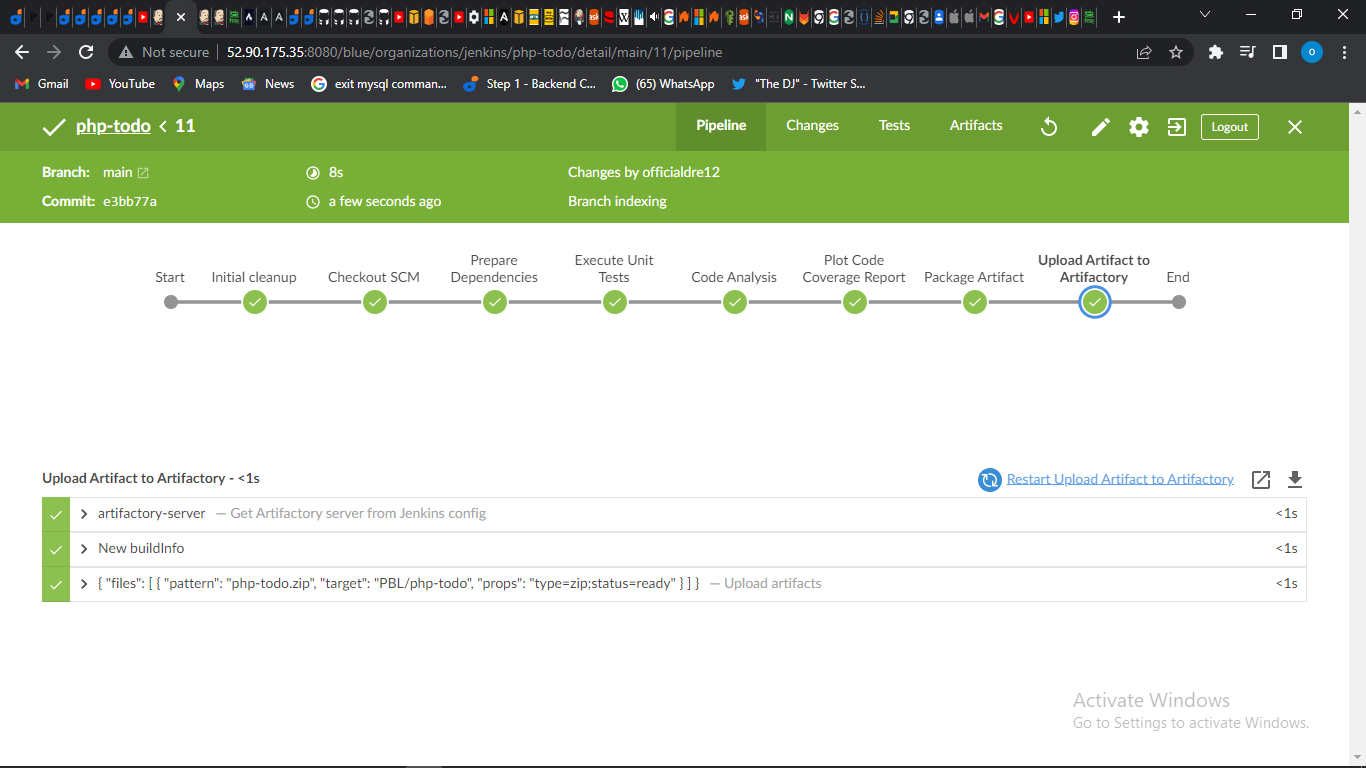 Not secure 52.90.175.35:8080/blue/organizations/jenkins/php-todo/detail/main/11/pipeline
Gmail YouTube Maps News exit mysql comman... Step 1 - Backend C... (65) WhatsApp "The DJ" - Twitter S...
php-todo < 11 Pipeline Changes Tests Artifacts Logout
Branch: main 8s Changes by officialdre12
Commit: e3bb77a a few seconds ago Branch indexing
Start Initial cleanup Checkout SCM Prepare Dependencies Execute Unit Tests Code Analysis Plot Code Coverage Report Package Artifact Upload Artifact to Artifactory End
Upload Artifact to Artifactory - <1s Restart Upload Artifact to Artifactory
artifactory-server — Get Artifactory server from Jenkins config <1s
New buildInfo <1s
{ "files": [ { "pattern": "php-todo.zip", "target": "PBL/php-todo", "props": "type=zip;status=ready" } ] } — Upload artifacts <1s
Activate Windows
Go to Settings to activate Windows.